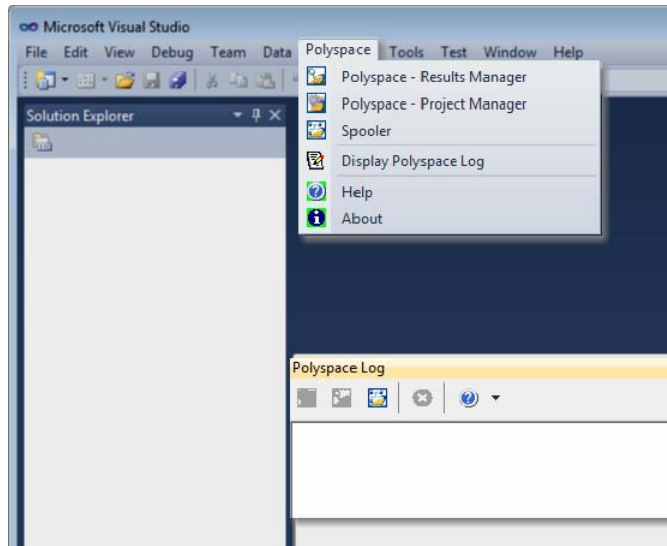 Microsoft Visual Studio
File Edit View Debug Team Data Polyspace Tools Test Window Help
Polyspace - Results Manager
Polyspace - Project Manager
Spooler
Display Polyspace Log
Help
About
Solution Explorer
Polyspace Log